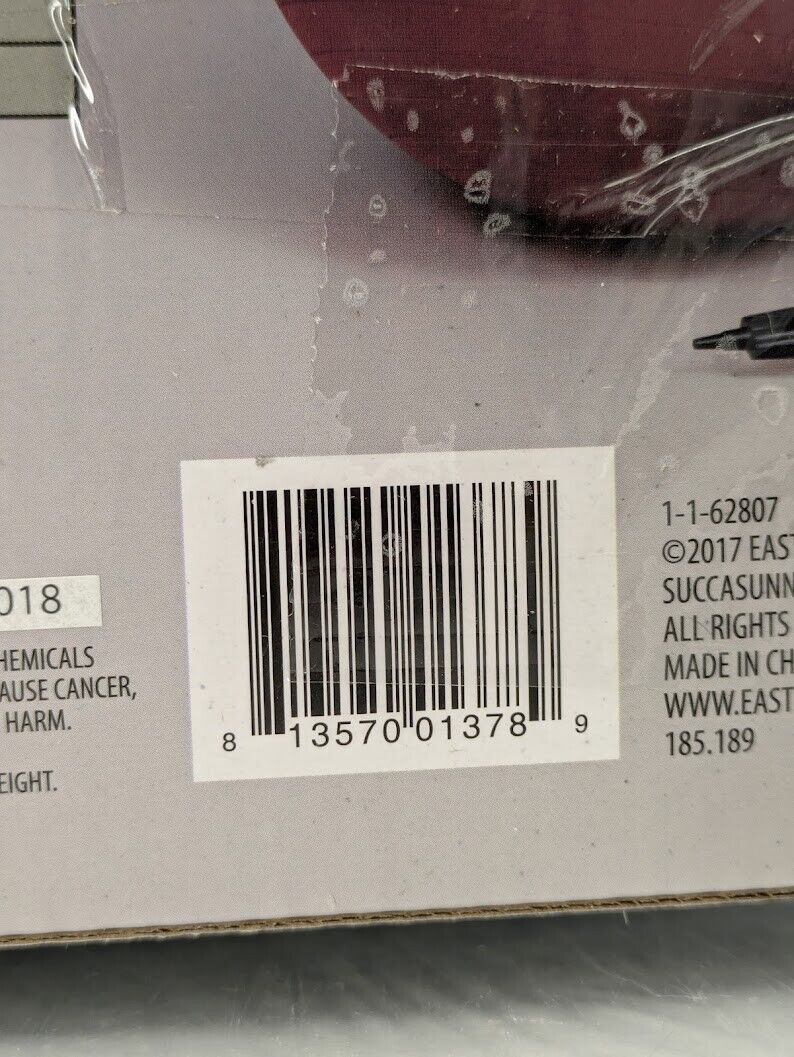 018
HEMICALS
AUSE CANCER,
HARM.
EIGHT.
8 13570 01378 9
1-1-62807
©2017 EAST
SUCCASUNN
ALL RIGHTS
MADE IN CH
WWW.EAST
185.189